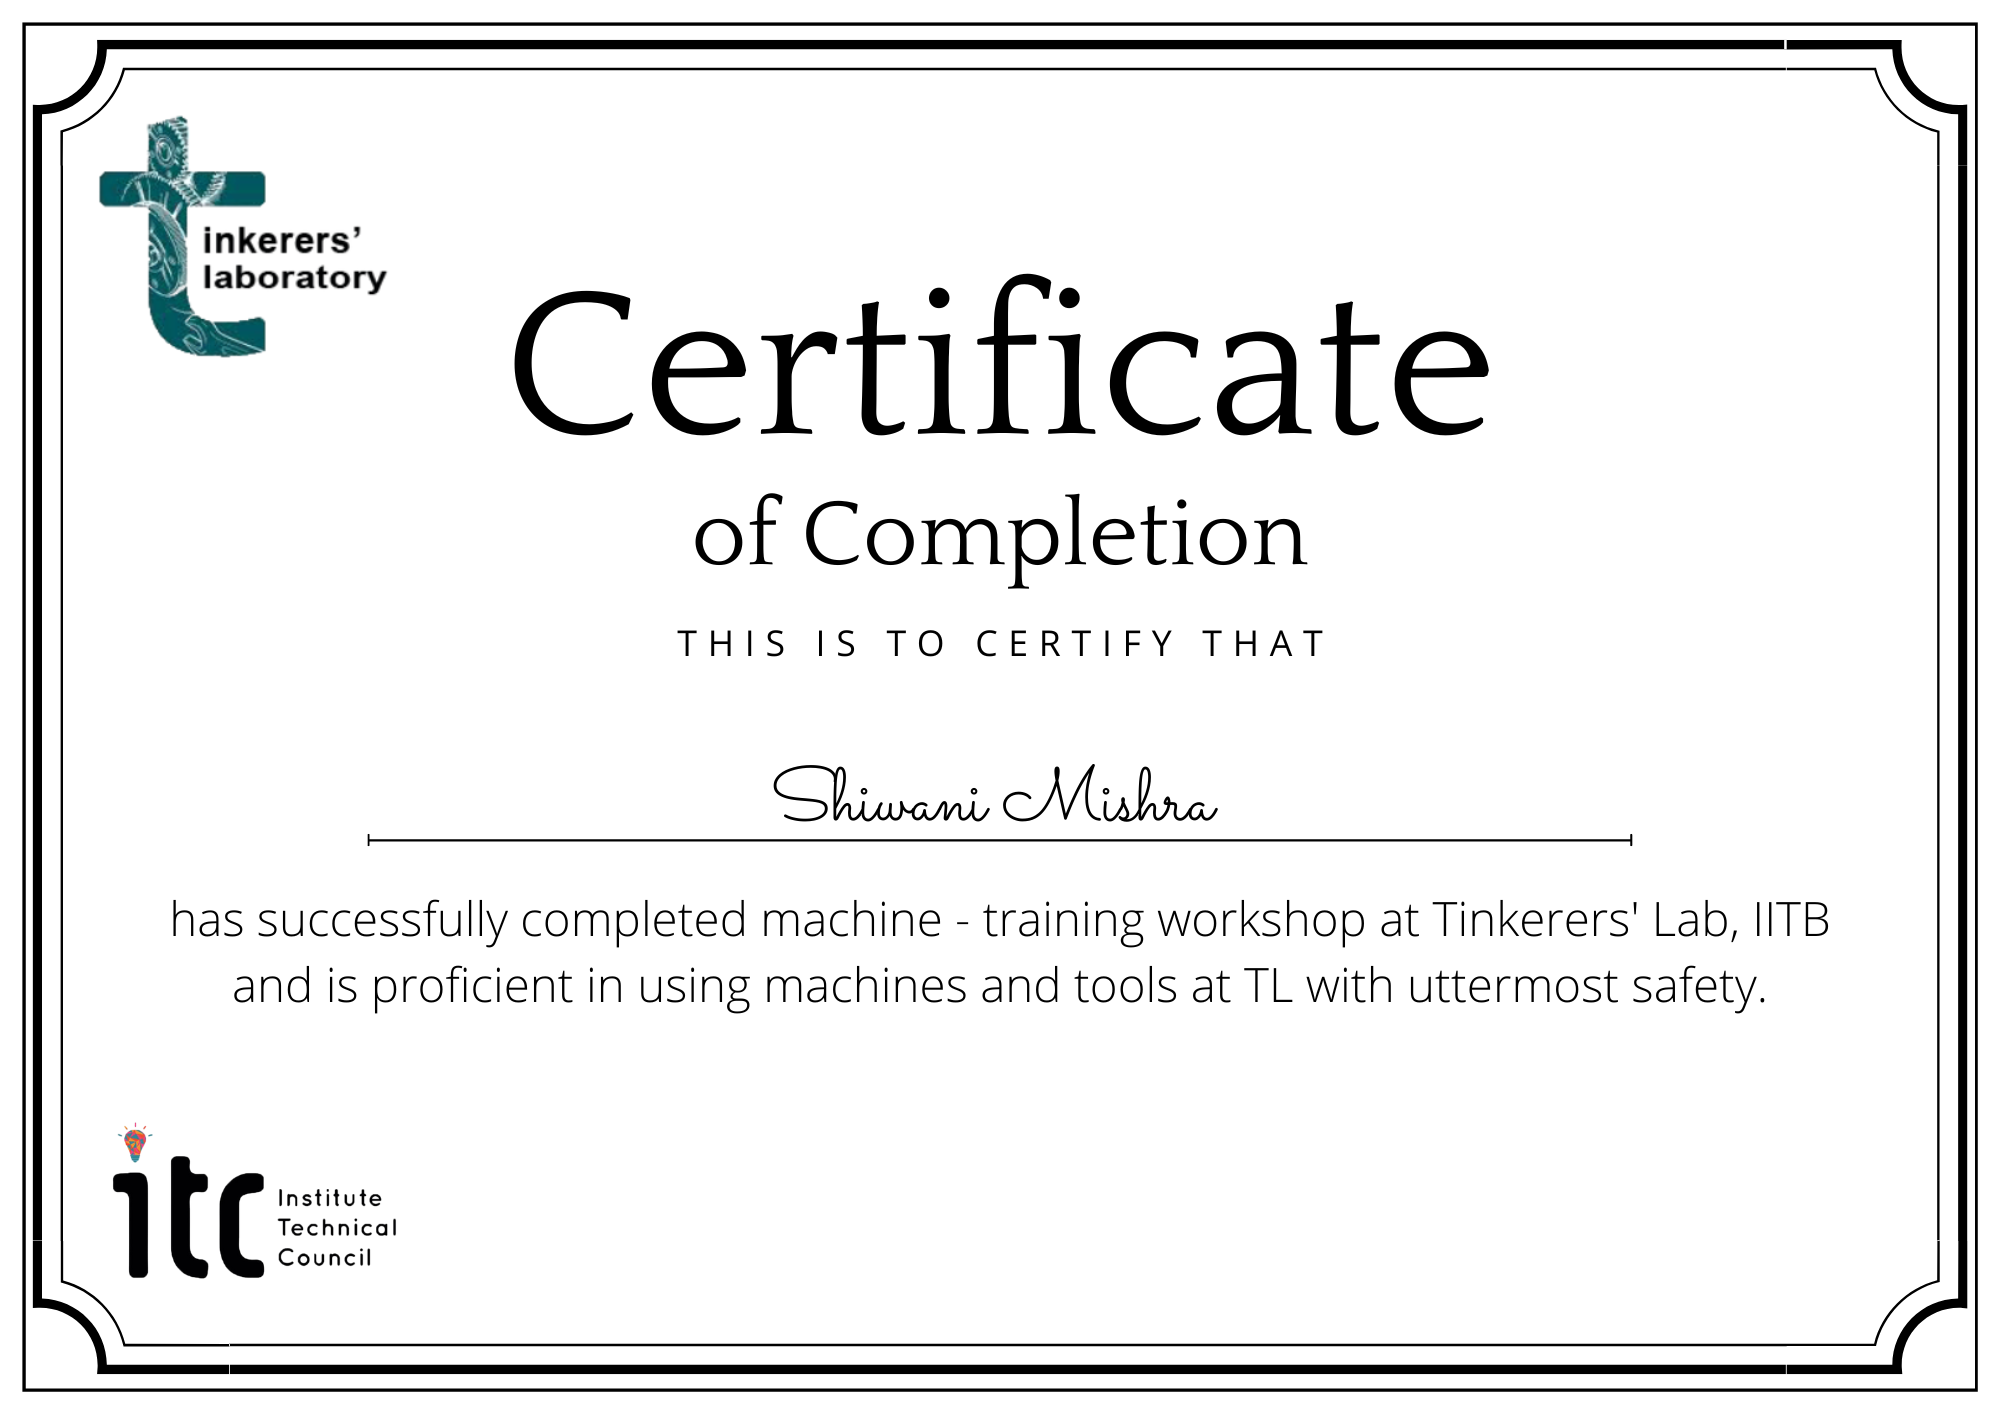 tinkerers’
laboratory
Certificate
of Completion
THIS IS TO CERTIFY THAT
Shiwani Mishra
has successfully completed machine - training workshop at Tinkerers' Lab, IITB
and is proficient in using machines and tools at TL with uttermost safety.
itc
Institute
Technical
Council